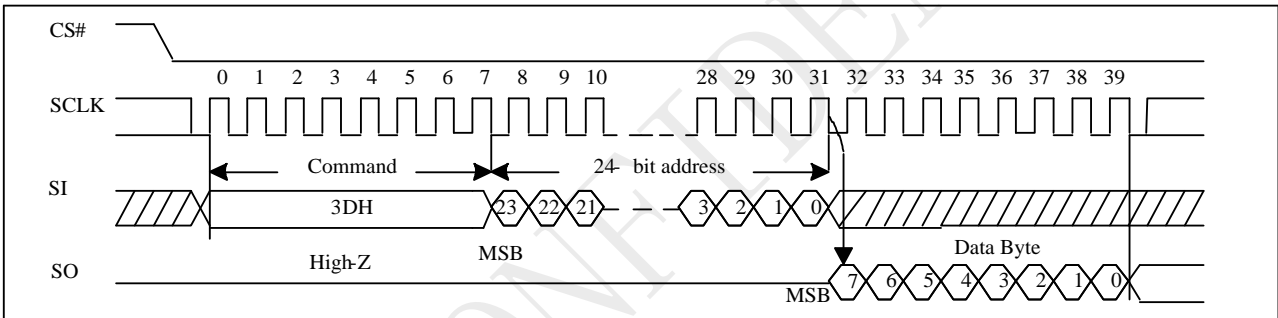 CS#
0 1 2 3 4 5 6 7 8 9 10 28 29 30 31 32 33 34 35 36 37 38 39
SCLK
Command 24- bit address
SI
3DH 23 22 21 3 2 1 0
High-Z MSB Data Byte
SO
MSB 7 6 5 4 3 2 1 0